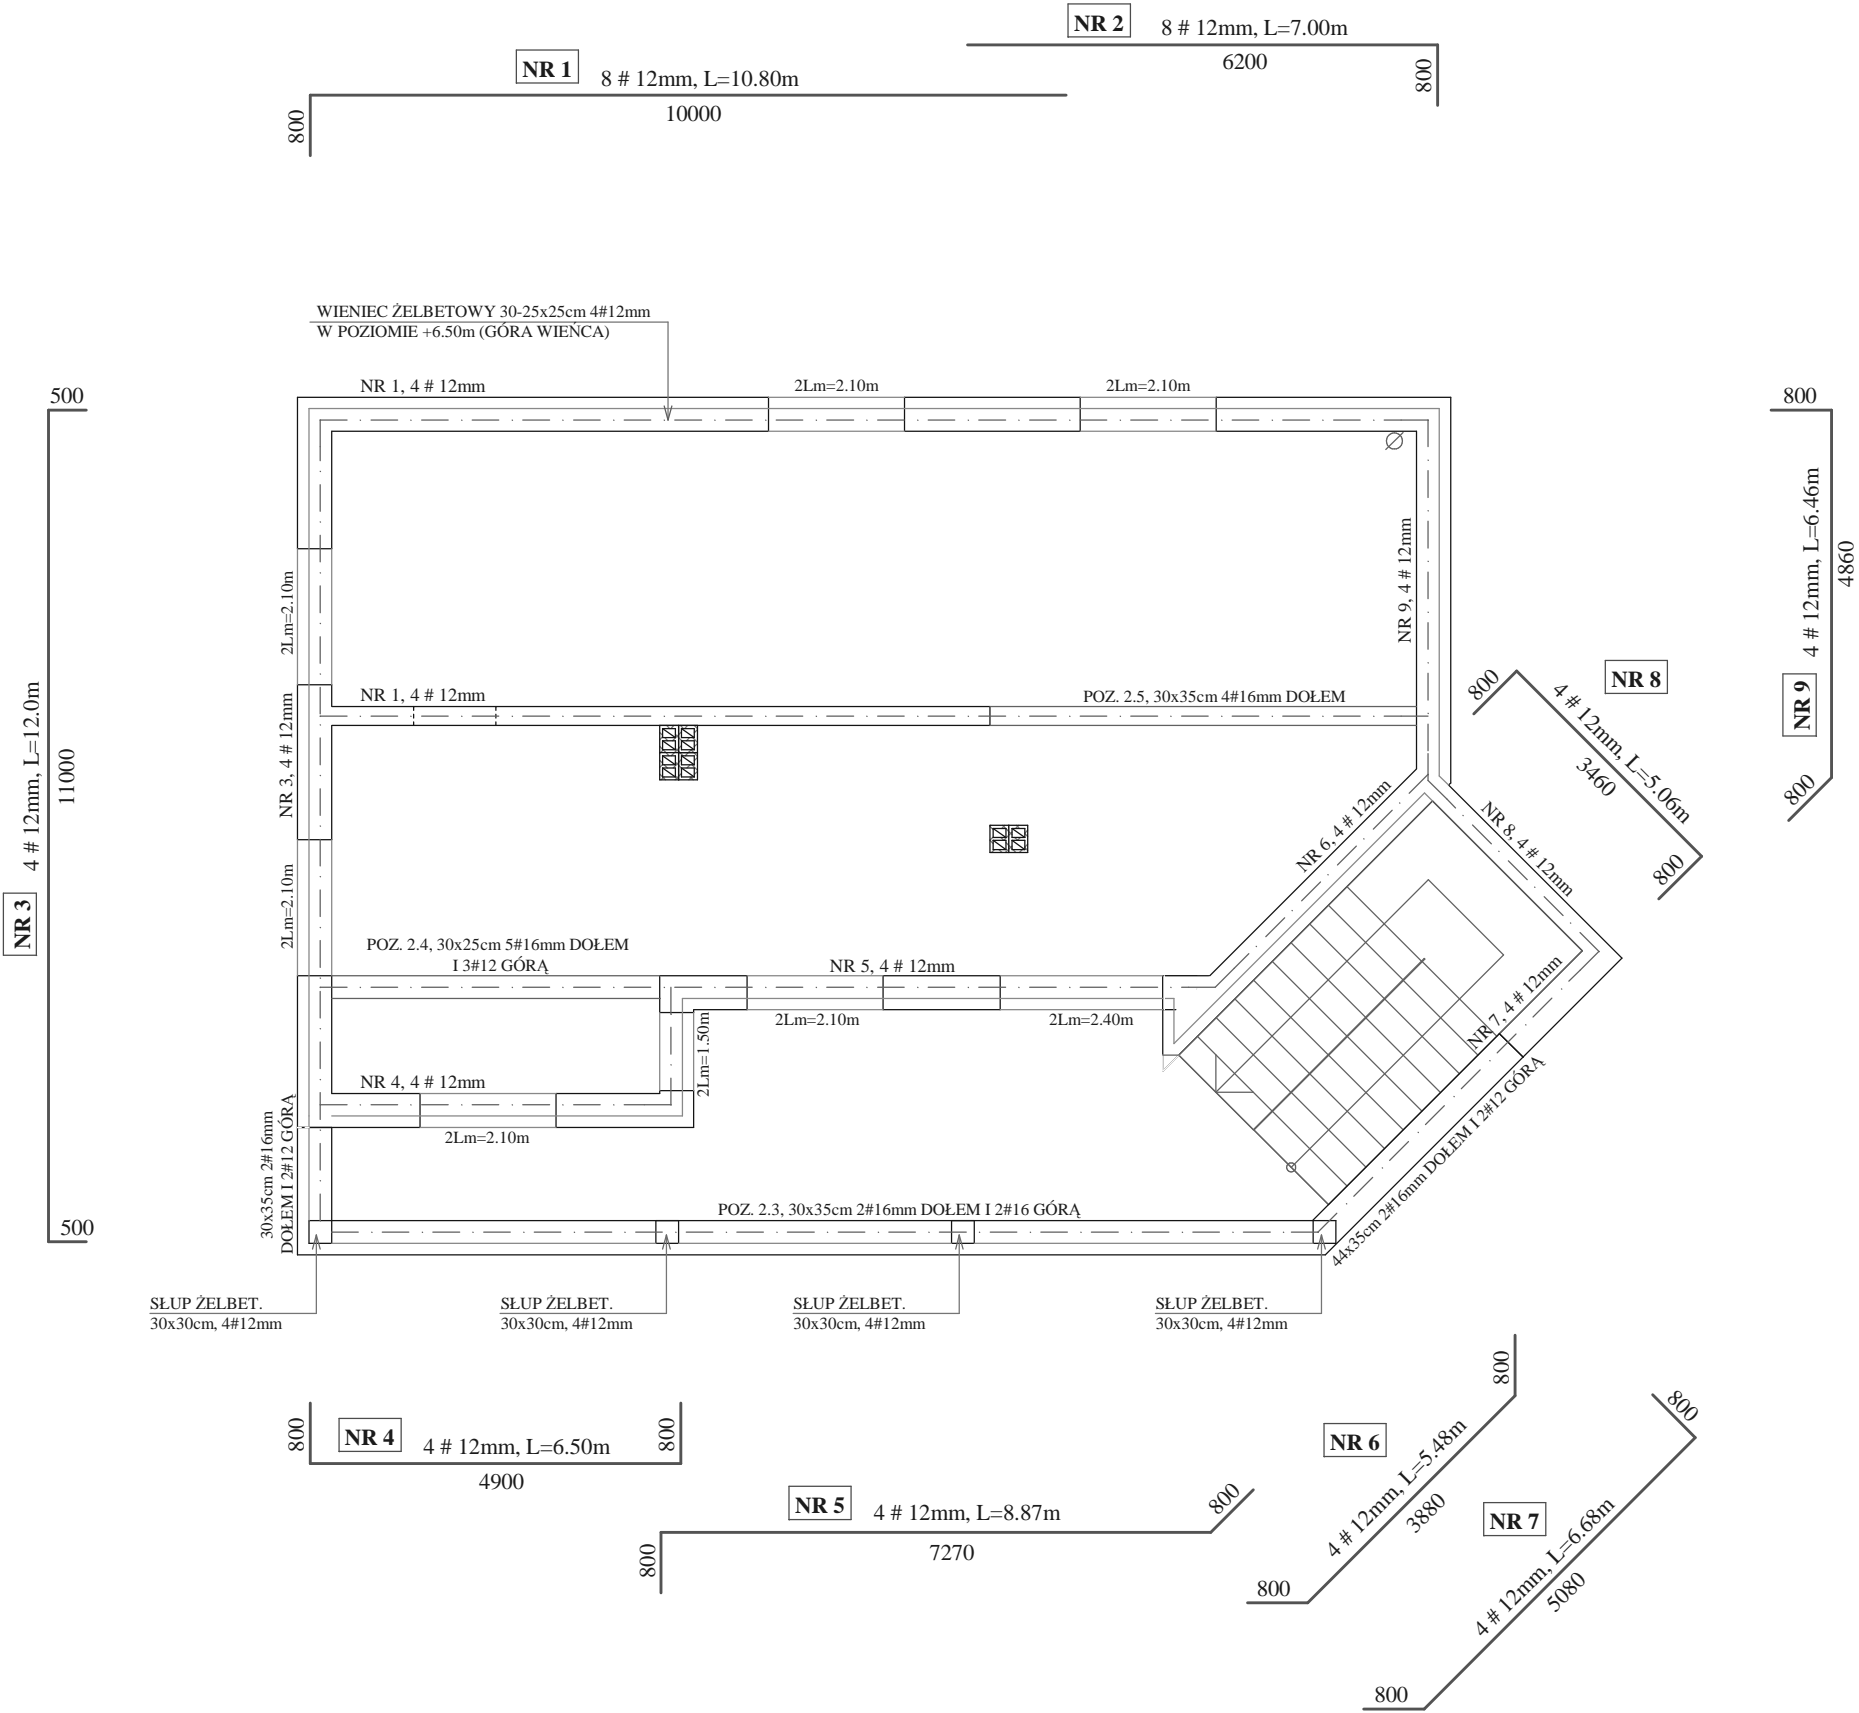 NR 2
8 # 12mm, L=7.00m
6200
800
NR 1
8 # 12mm, L=10.80m
10000
800
WIENIEC ŻELBETOWY 30-25x25cm 4#12mm
W POZIOMIE +6.50m (GÓRA WIEŃCA)
NR 1, 4 # 12mm
2Lm=2.10m
2Lm=2.10m
500
NR 3
4 # 12mm, L=12.0m
11000
500
800
NR 9
4 # 12mm, L=6.46m
4860
800
2Lm=2.10m
NR 9, 4 # 12mm
NR 1, 4 # 12mm
POZ. 2.5, 30x35cm 4#16mm DOŁEM
NR 3, 4 # 12mm
800
NR 8
4 # 12mm, L=5.06m
3460
800
NR 6, 4 # 12mm
NR 8, 4 # 12mm
2Lm=2.10m
POZ. 2.4, 30x25cm 5#16mm DOŁEM
I 3#12 GÓRĄ
NR 5, 4 # 12mm
2Lm=2.10m
2Lm=2.40m
2Lm=1.50m
NR 7, 4 # 12mm
NR 4, 4 # 12mm
2Lm=2.10m
30x35cm 2#16mm
DOŁEM I 2#12 GÓRĄ
44x35cm 2#16mm DOŁEM I 2#12 GÓRĄ
POZ. 2.3, 30x35cm 2#16mm DOŁEM I 2#16 GÓRĄ
SŁUP ŻELBET.
30x30cm, 4#12mm
SŁUP ŻELBET.
30x30cm, 4#12mm
SŁUP ŻELBET.
30x30cm, 4#12mm
SŁUP ŻELBET.
30x30cm, 4#12mm
800
NR 4
4 # 12mm, L=6.50m
4900
800
NR 5
4 # 12mm, L=8.87m
7270
800
800
NR 6
4 # 12mm, L=5.48m
3880
800
800
NR 7
4 # 12mm, L=6.68m
5080
800
800